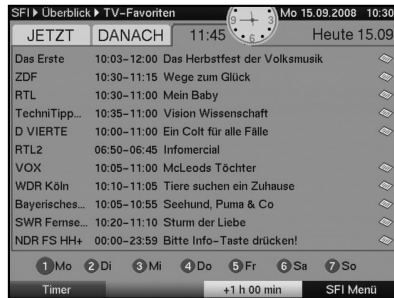 SFI Überblick TV-Favoriten Mo 15.09.2008 10:30
JETZT DANACH 11:45 9 3 6 Heute 15.09
Das Erste 10:03-12:00 Das Herbstfest der Volksmusik
ZDF 10:30-11:15 Wege zum Glück
RTL 10:30-11:00 Mein Baby
TechniTipp... 10:35-11:00 Vision Wissenschaft
D VIERTE 10:00-11:00 Ein Colt für alle Fälle
RTL2 06:50-06:45 Infomercial
VOX 10:05-11:00 McLeods Töchter
WDR Köln 10:10-11:05 Tiere suchen ein Zuhause
Bayerisches... 10:05-10:55 Seehund, Puma & Co
SWR Fernse... 10:20-11:10 Sturm der Liebe
NDR FS HH+ 00:00-23:59 Bitte Info-Taste drücken!
1 Mo 2 Di 3 Mi 4 Do 5 Fr 6 Sa 7 So
Timer +1 h 00 min SFI Menü